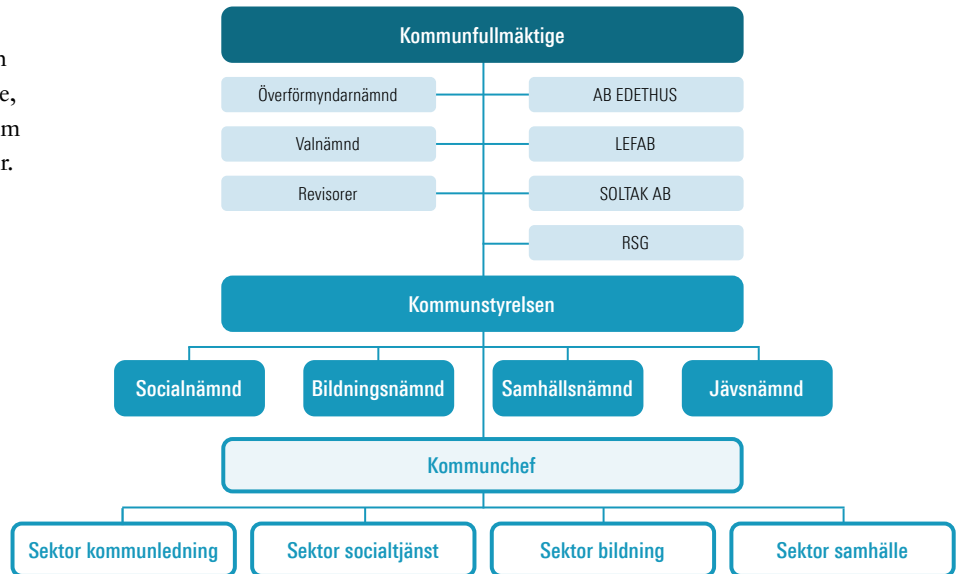 e,
m
r.
Kommunfullmäktige
Överförmyndarnämnd
AB EDETHUS
Valnämnd
LEFAB
Revisorer
SOLTAK AB
RSG
Kommunstyrelsen
Socialnämnd
Bildningsnämnd
Samhällsnämnd
Jävsnämnd
Kommunchef
Sektor kommunledning
Sektor socialtjänst
Sektor bildning
Sektor samhälle